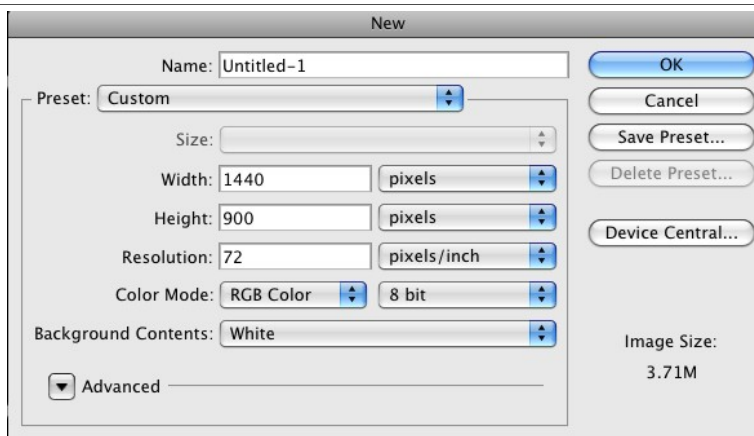 New
Name: Untitled-1
Preset: Custom
Size:
Width: 1440 pixels
Height: 900 pixels
Resolution: 72 pixels/inch
Color Mode: RGB Color 8 bit
Background Contents: White
Advanced
OK
Cancel
Save Preset...
Delete Preset...
Device Central...
Image Size:
3.71M